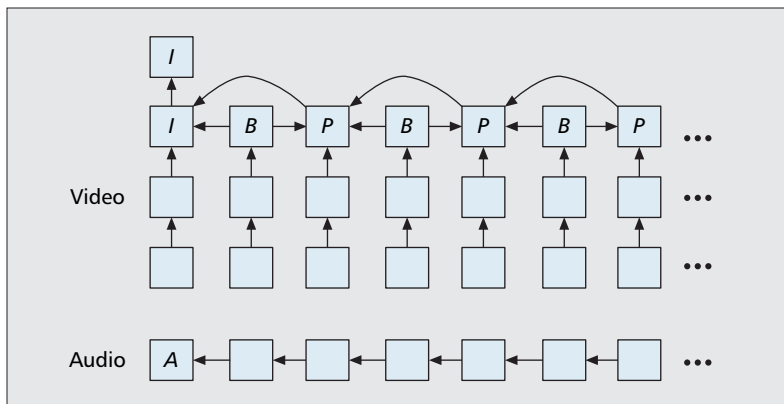 I
I B P B P B P •••
Video •••
•••
Audio A •••